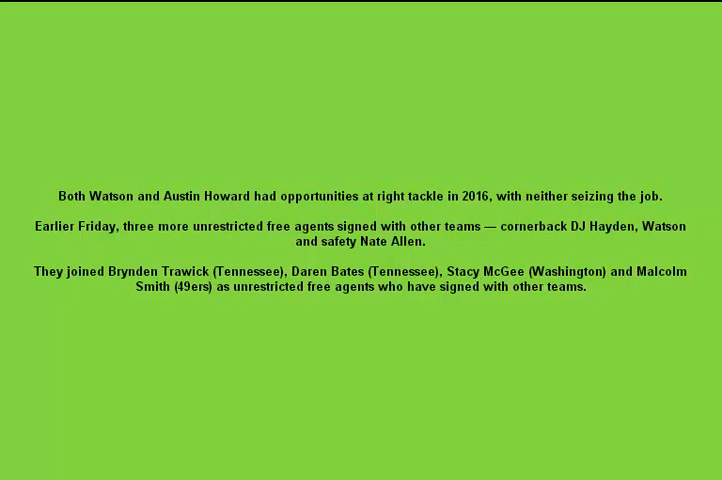 Both Watson and Austin Howard had opportunities at right tackle in 2016, with neither seizing the job.
Earlier Friday, three more unrestricted free agents signed with other teams — cornerback DJ Hayden, Watson
and safety Nate Allen.
They joined Brynden Trawick (Tennessee), Daren Bates (Tennessee), Stacy McGee (Washington) and Malcolm
Smith (49ers) as unrestricted free agents who have signed with other teams.